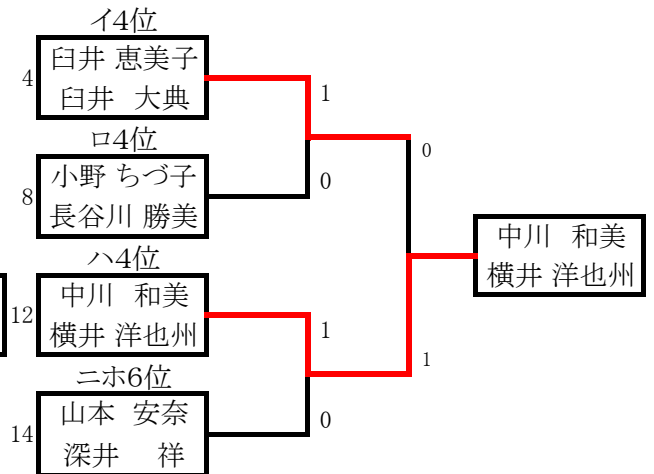 イ4位
4
臼井 恵美子
臼井 大典
1
ロ4位
0
8
小野 ちづ子
長谷川 勝美
0
中川 和美
横井 洋也州
ハ4位
12
中川 和美
横井 洋也州
1
1
ニホ6位
14
山本 安奈
深井 祥
0